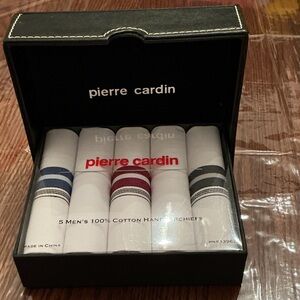 pierre cardin
pierre cardin
pierre cardin
5 MEN'S 100% COTTON HANDKERCHIEFS
MADE IN CHINA